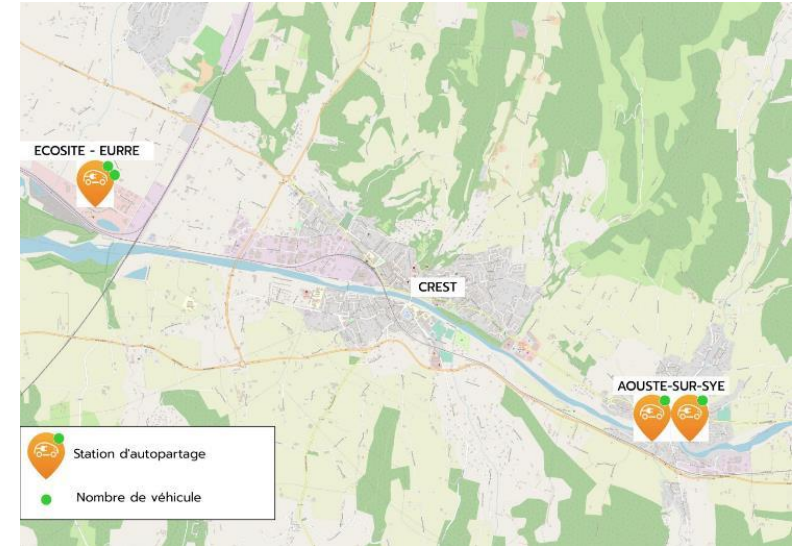 ECOSITE - EURRE
CREST
AOUSTE-SUR-SYE
Station d'autopartage
Nombre de véhicule